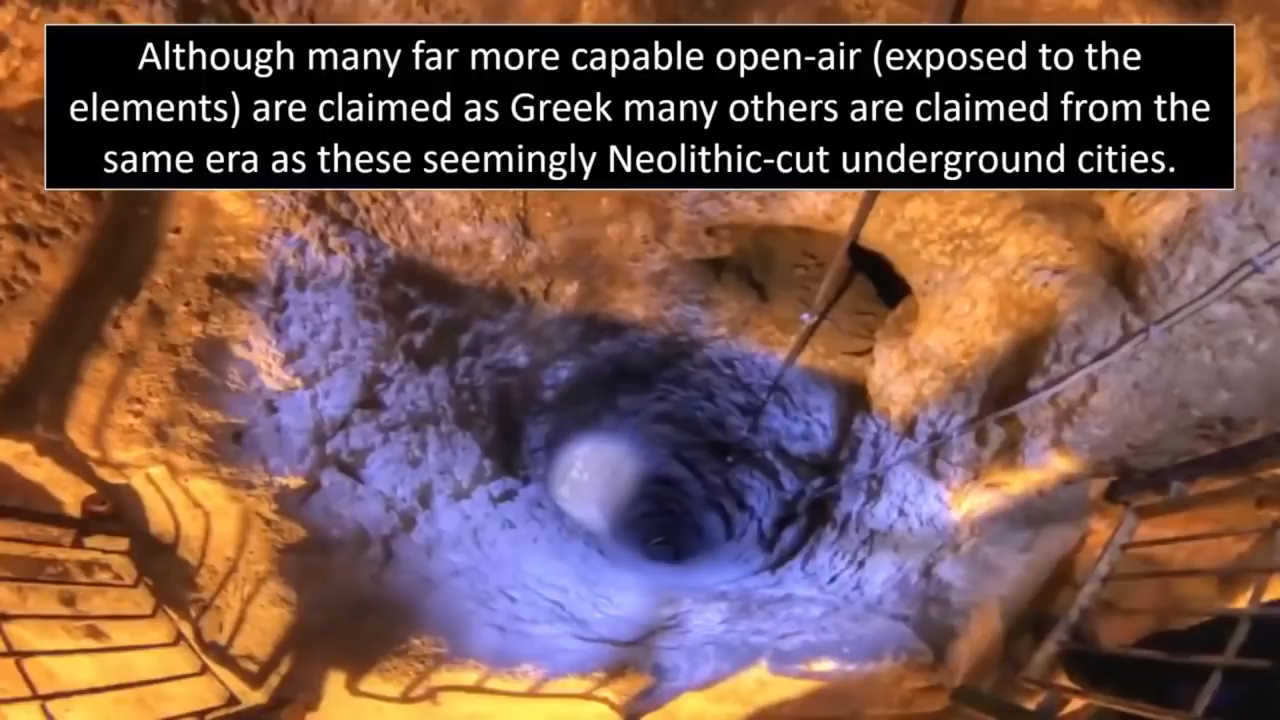 Although many far more capable open-air (exposed to the
elements) are claimed as Greek many others are claimed from the
same era as these seemingly Neolithic-cut underground cities.